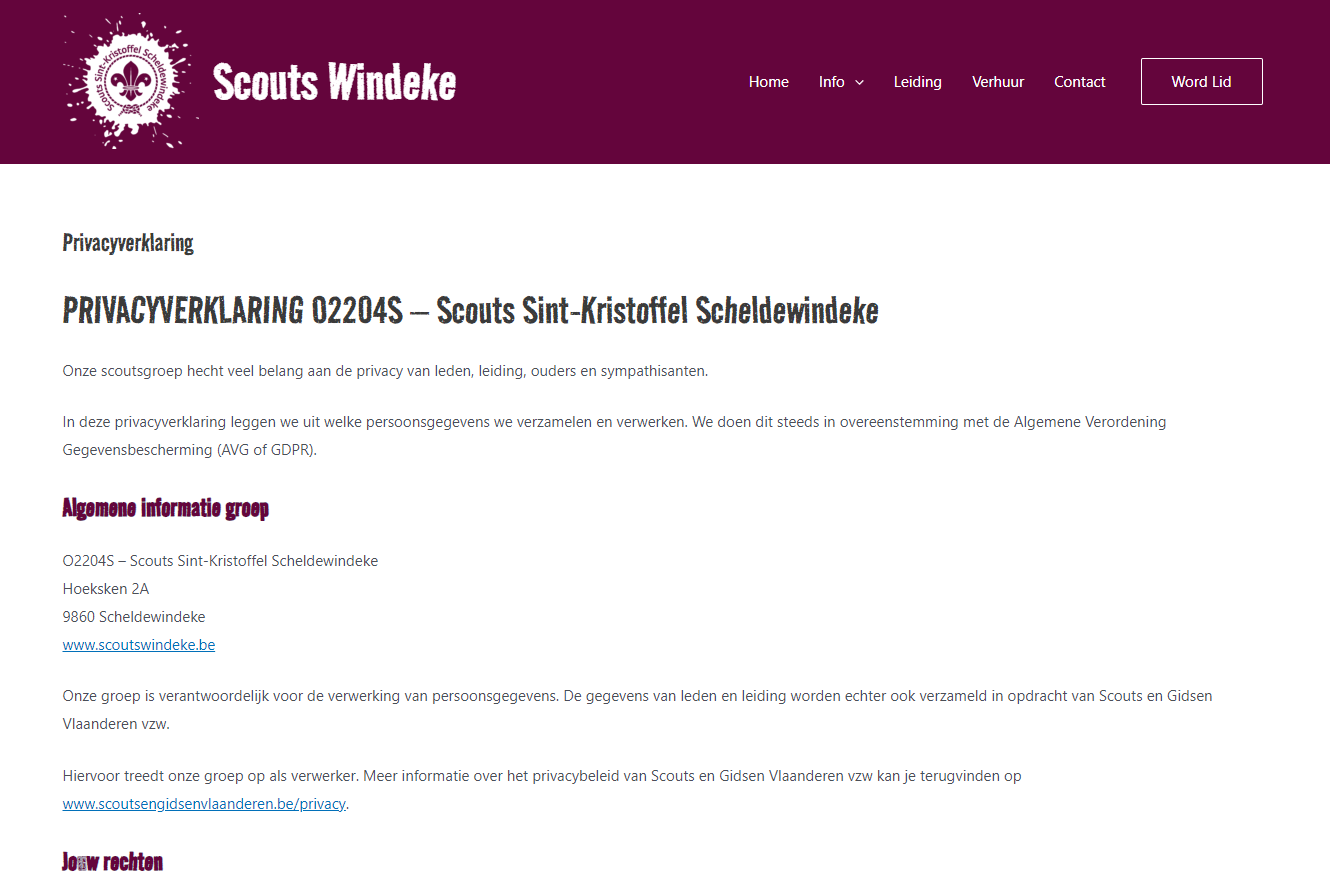 Scouts Sint-Kristoffel Scheldewindeke
Scouts Windeke
Home
Info
Leiding
Verhuur
Contact
Word Lid
Privacyverklaring
PRIVACYVERKLARING O2204S – Scouts Sint-Kristoffel Scheldewindeke
Onze scoutsgroep hecht veel belang aan de privacy van leden, leiding, ouders en sympathisanten.
In deze privacyverklaring leggen we uit welke persoonsgegevens we verzamelen en verwerken. We doen dit steeds in overeenstemming met de Algemene Verordening
Gegevensbescherming (AVG of GDPR).
Algemene informatie groep
O2204S – Scouts Sint-Kristoffel Scheldewindeke
Hoeksken 2A
9860 Scheldewindeke
www.scoutswindeke.be
Onze groep is verantwoordelijk voor de verwerking van persoonsgegevens. De gegevens van leden en leiding worden echter ook verzameld in opdracht van Scouts en Gidsen
Vlaanderen vzw.
Hiervoor treedt onze groep op als verwerker. Meer informatie over het privacybeleid van Scouts en Gidsen Vlaanderen vzw kan je terugvinden op
www.scoutsengidsenvlaanderen.be/privacy.
Jouw rechten